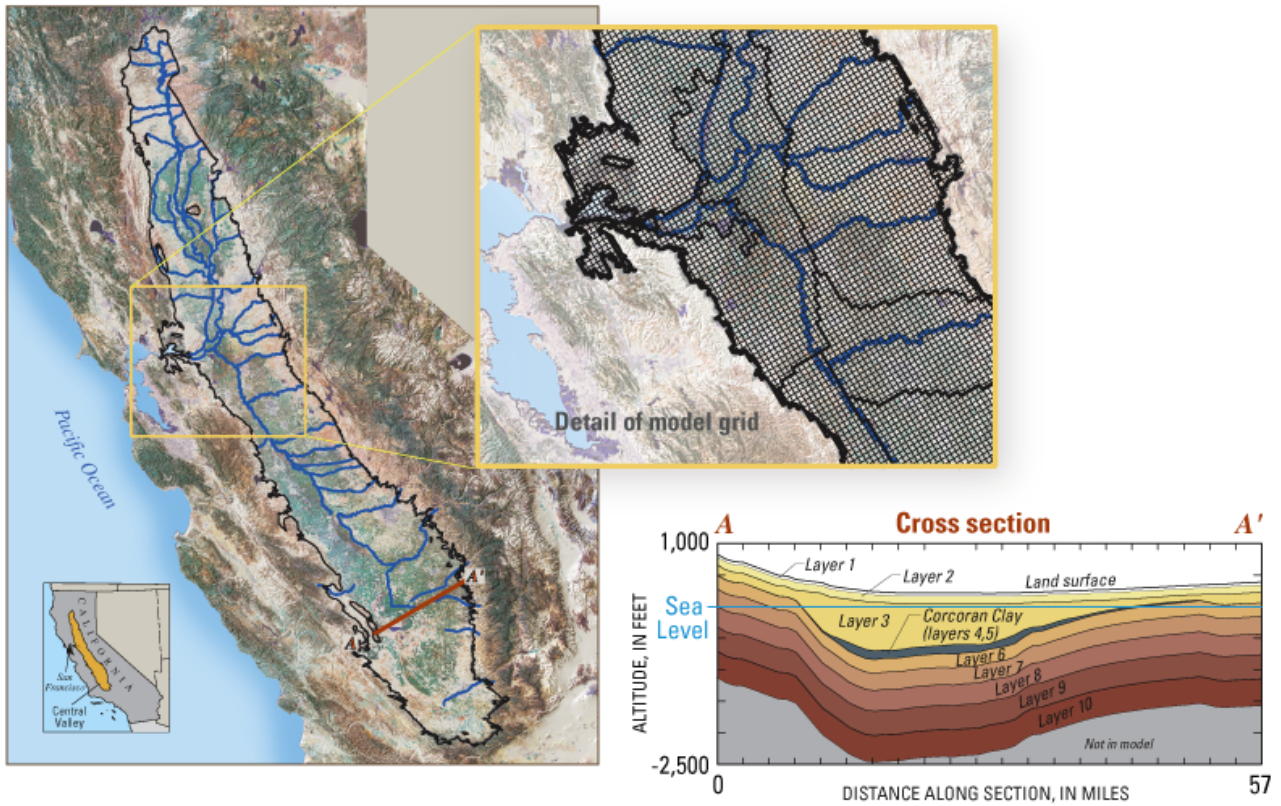 Pacific Ocean
A
A'
CALIFORNIA
San
Francisco
Central
Valley
Detail of model grid
A
Cross section
A'
1,000
Sea
Level
-2,500
ALTITUDE, IN FEET
Layer 1
Layer 2
Land surface
Layer 3
Corcoran Clay
(layers 4,5)
Layer 6
Layer 7
Layer 8
Layer 9
Layer 10
Not in model
0
57
DISTANCE ALONG SECTION, IN MILES